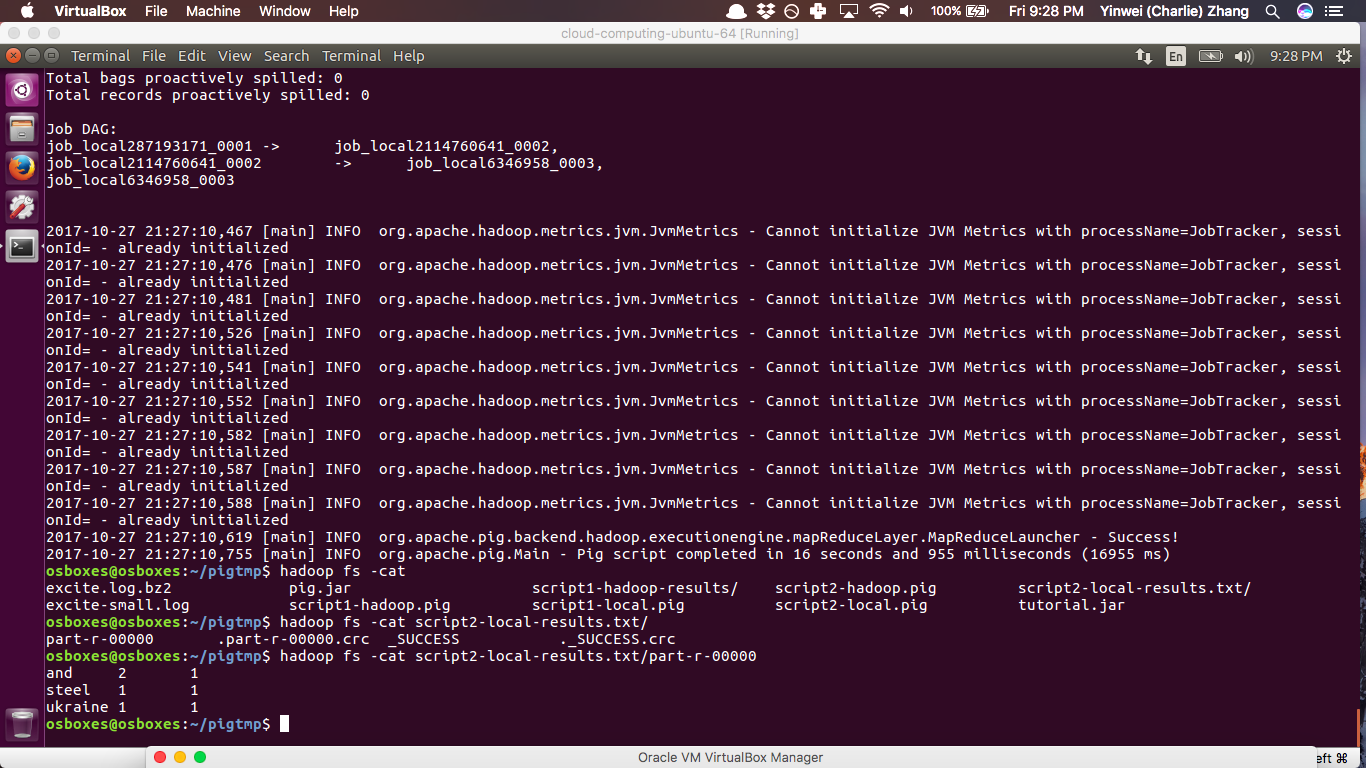 VirtualBox File Machine Window Help 100% Fri 9:28 PM Yinwei (Charlie) Zhang
cloud-computing-ubuntu-64 [Running]
Terminal File Edit View Search Terminal Help En 9:28 PM
Total bags proactively spilled: 0
Total records proactively spilled: 0
Job DAG:
job_local287193171_0001 -> job_local2114760641_0002,
job_local2114760641_0002 -> job_local6346958_0003,
job_local6346958_0003
2017-10-27 21:27:10,467 [main] INFO org.apache.hadoop.metrics.jvm.JvmMetrics - Cannot initialize JVM Metrics with processName=JobTracker, sessi
onId= - already initialized
2017-10-27 21:27:10,476 [main] INFO org.apache.hadoop.metrics.jvm.JvmMetrics - Cannot initialize JVM Metrics with processName=JobTracker, sessi
onId= - already initialized
2017-10-27 21:27:10,481 [main] INFO org.apache.hadoop.metrics.jvm.JvmMetrics - Cannot initialize JVM Metrics with processName=JobTracker, sessi
onId= - already initialized
2017-10-27 21:27:10,526 [main] INFO org.apache.hadoop.metrics.jvm.JvmMetrics - Cannot initialize JVM Metrics with processName=JobTracker, sessi
onId= - already initialized
2017-10-27 21:27:10,541 [main] INFO org.apache.hadoop.metrics.jvm.JvmMetrics - Cannot initialize JVM Metrics with processName=JobTracker, sessi
onId= - already initialized
2017-10-27 21:27:10,552 [main] INFO org.apache.hadoop.metrics.jvm.JvmMetrics - Cannot initialize JVM Metrics with processName=JobTracker, sessi
onId= - already initialized
2017-10-27 21:27:10,582 [main] INFO org.apache.hadoop.metrics.jvm.JvmMetrics - Cannot initialize JVM Metrics with processName=JobTracker, sessi
onId= - already initialized
2017-10-27 21:27:10,587 [main] INFO org.apache.hadoop.metrics.jvm.JvmMetrics - Cannot initialize JVM Metrics with processName=JobTracker, sessi
onId= - already initialized
2017-10-27 21:27:10,588 [main] INFO org.apache.hadoop.metrics.jvm.JvmMetrics - Cannot initialize JVM Metrics with processName=JobTracker, sessi
onId= - already initialized
2017-10-27 21:27:10,619 [main] INFO org.apache.pig.backend.hadoop.executionengine.mapReduceLayer.MapReduceLauncher - Success!
2017-10-27 21:27:10,755 [main] INFO org.apache.pig.Main - Pig script completed in 16 seconds and 955 milliseconds (16955 ms)
osboxes@osboxes:~/pigtmp$ hadoop fs -cat
excite.log.bz2 pig.jar script1-hadoop-results/ script2-hadoop.pig script2-local-results.txt/
excite-small.log script1-hadoop.pig script1-local.pig script2-local.pig tutorial.jar
osboxes@osboxes:~/pigtmp$ hadoop fs -cat script2-local-results.txt/
part-r-00000 .part-r-00000.crc _SUCCESS ._SUCCESS.crc
osboxes@osboxes:~/pigtmp$ hadoop fs -cat script2-local-results.txt/part-r-00000
and 2 1
steel 1 1
ukraine 1 1
osboxes@osboxes:~/pigtmp$
Oracle VM VirtualBox Manager eft ⌘